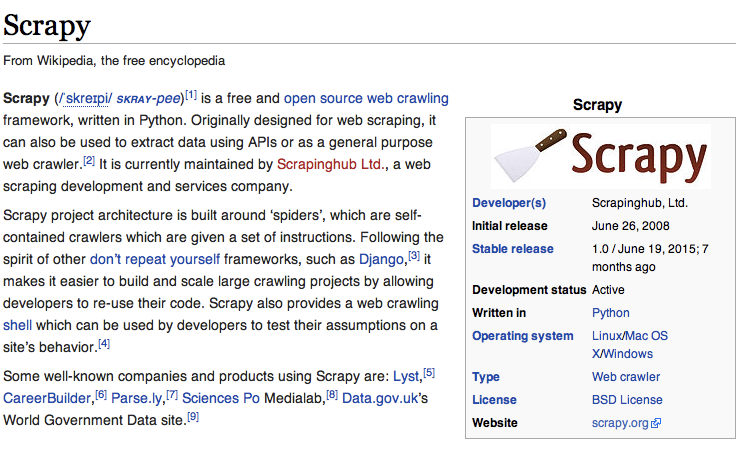 Scrapy
From Wikipedia, the free encyclopedia
Scrapy (/ˈskreɪpi/ SKRAY-pee)[1] is a free and open source web crawling
framework, written in Python. Originally designed for web scraping, it
can also be used to extract data using APIs or as a general purpose
web crawler.[2] It is currently maintained by Scrapinghub Ltd., a web
scraping development and services company.
Scrapy project architecture is built around ‘spiders’, which are self-
contained crawlers which are given a set of instructions. Following the
spirit of other don’t repeat yourself frameworks, such as Django,[3] it
makes it easier to build and scale large crawling projects by allowing
developers to re-use their code. Scrapy also provides a web crawling
shell which can be used by developers to test their assumptions on a
site’s behavior.[4]
Some well-known companies and products using Scrapy are: Lyst,[5]
CareerBuilder,[6] Parse.ly,[7] Sciences Po Medialab,[8] Data.gov.uk’s
World Government Data site.[9]
Scrapy
Scrapy
Developer(s) Scrapinghub, Ltd.
Initial release June 26, 2008
Stable release 1.0 / June 19, 2015; 7
months ago
Development status Active
Written in Python
Operating system Linux/Mac OS
X/Windows
Type Web crawler
License BSD License
Website scrapy.org